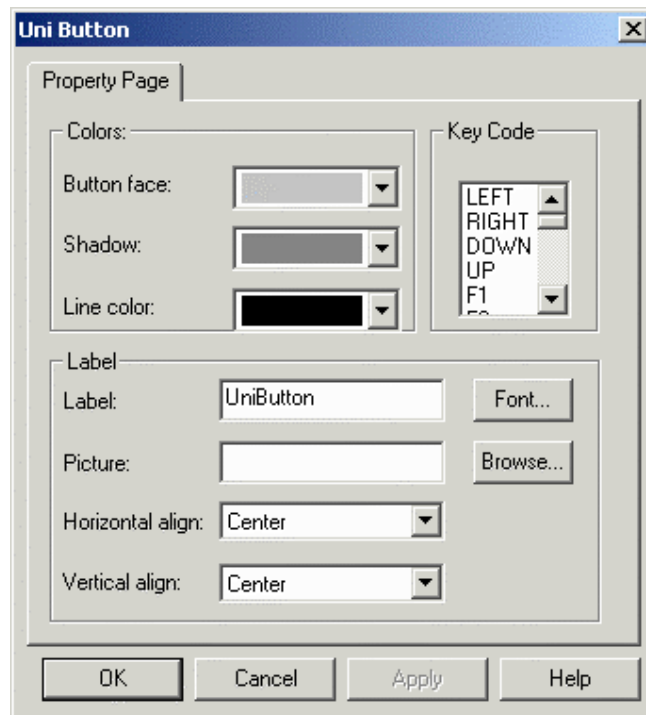 Uni Button
Property Page
Colors:
Button face:
Shadow:
Line color:
Key Code
LEFT
RIGHT
DOWN
UP
F1
Label
Label: UniButton Font...
Picture: Browse...
Horizontal align: Center
Vertical align: Center
OK Cancel Apply Help